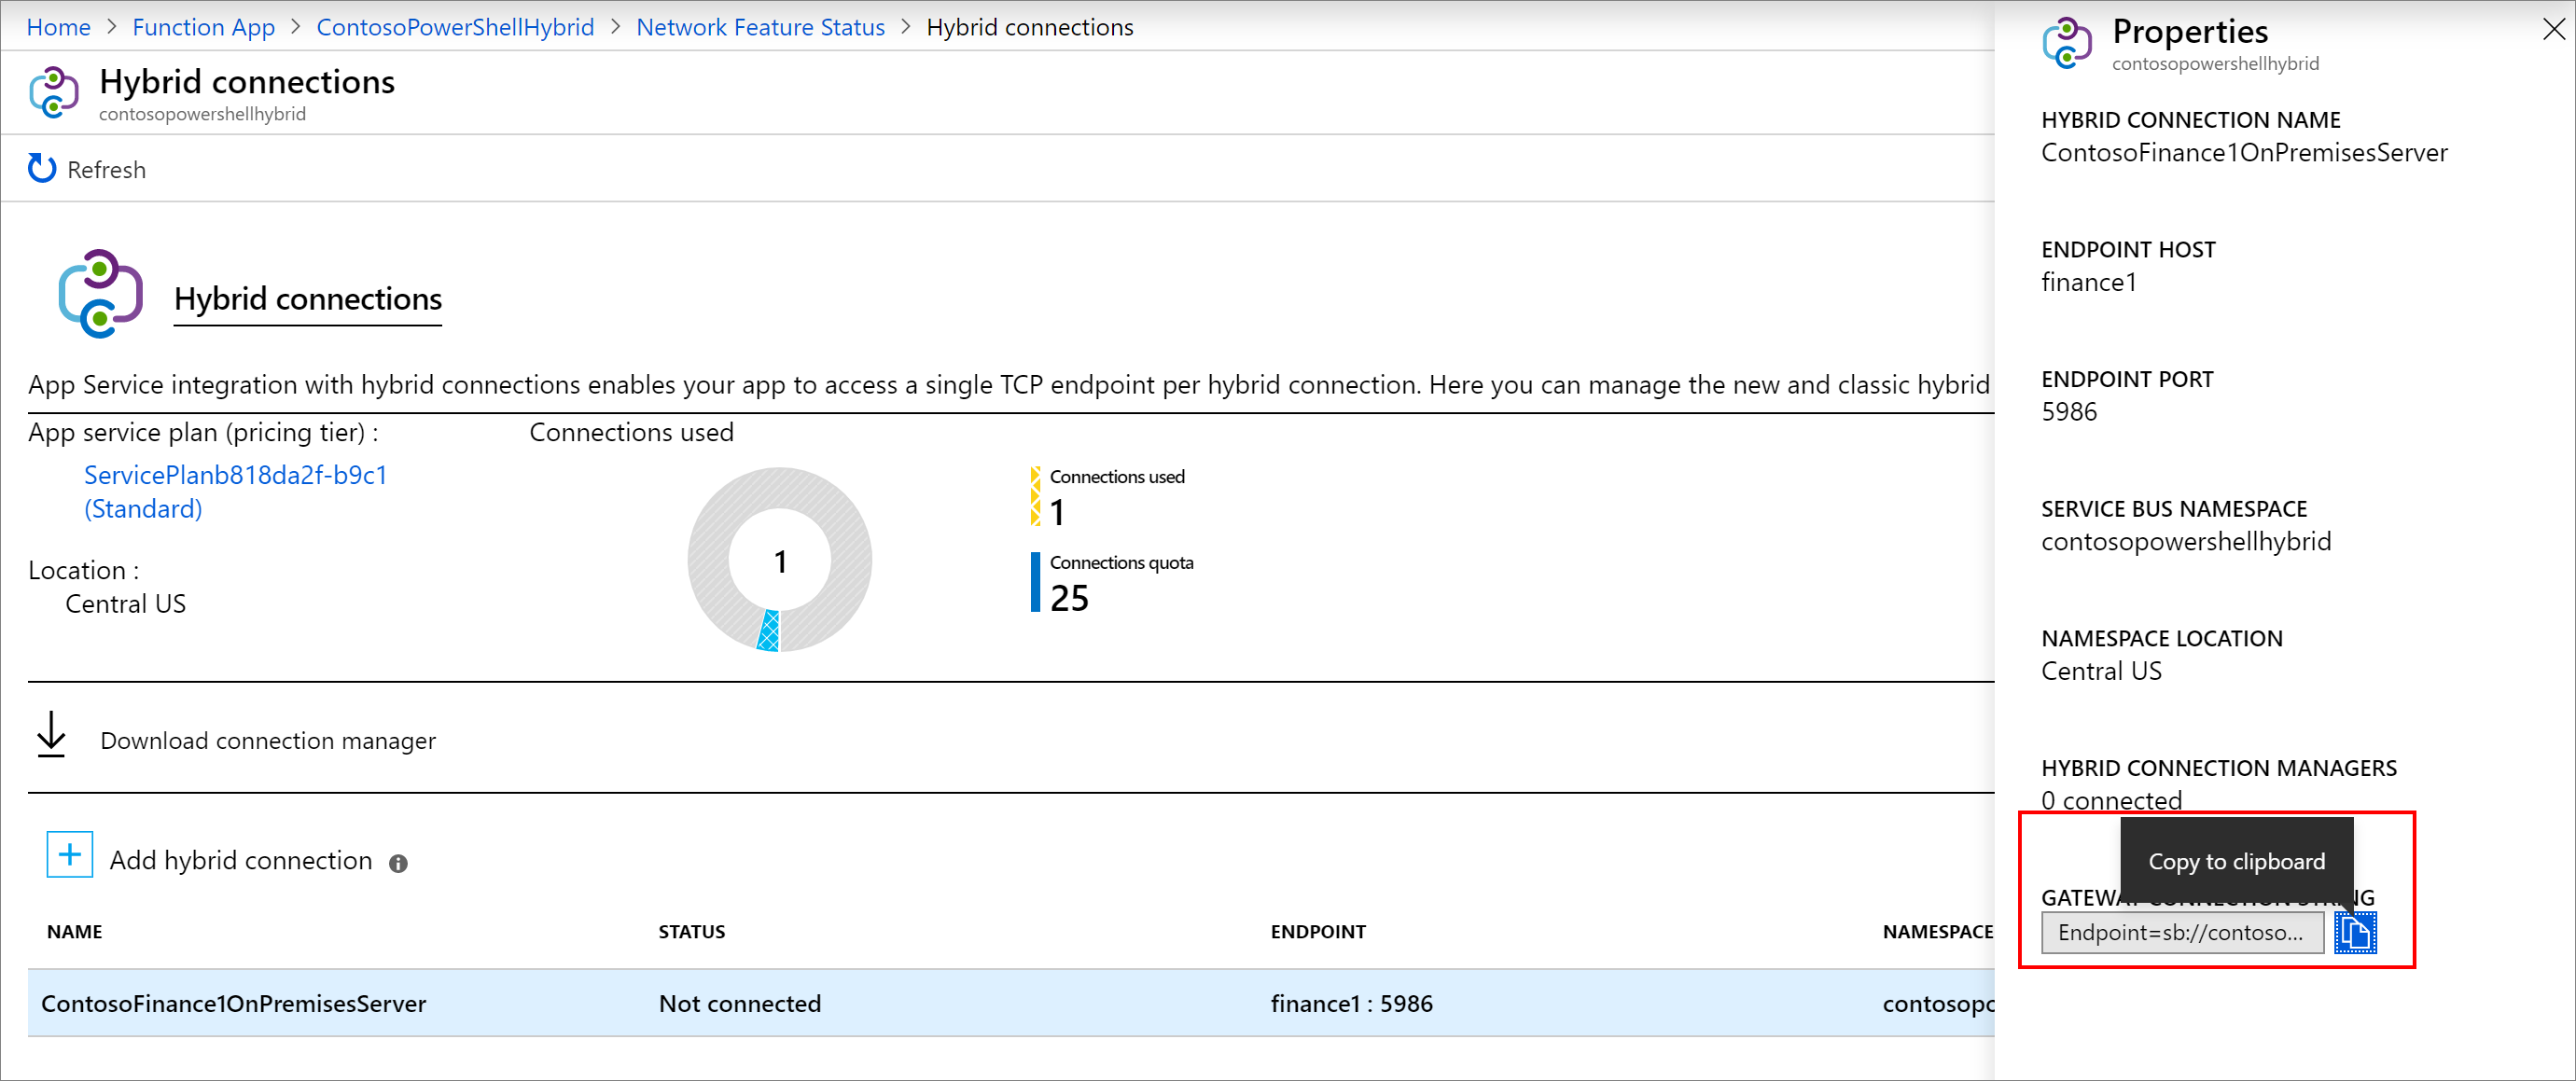 Home > Function App > ContosoPowerShellHybrid > Network Feature Status > Hybrid connections
Hybrid connections
contosopowershellhybrid
Refresh
Hybrid connections
App Service integration with hybrid connections enables your app to access a single TCP endpoint per hybrid connection. Here you can manage the new and classic hybrid
App service plan (pricing tier) :
ServicePlanb818da2f-b9c1
(Standard)
Location :
Central US
Connections used
1
Connections used
1
Connections quota
25
Download connection manager
Add hybrid connection
NAME STATUS ENDPOINT NAMESPACE
ContosoFinance1OnPremisesServer Not connected finance1 : 5986 contosopo
Properties
contosopowershellhybrid
HYBRID CONNECTION NAME
ContosoFinance1OnPremisesServer
ENDPOINT HOST
finance1
ENDPOINT PORT
5986
SERVICE BUS NAMESPACE
contosopowershellhybrid
NAMESPACE LOCATION
Central US
HYBRID CONNECTION MANAGERS
0 connected
Copy to clipboard
GATEWAY CONNECTION STRING
Endpoint=sb://contoso...